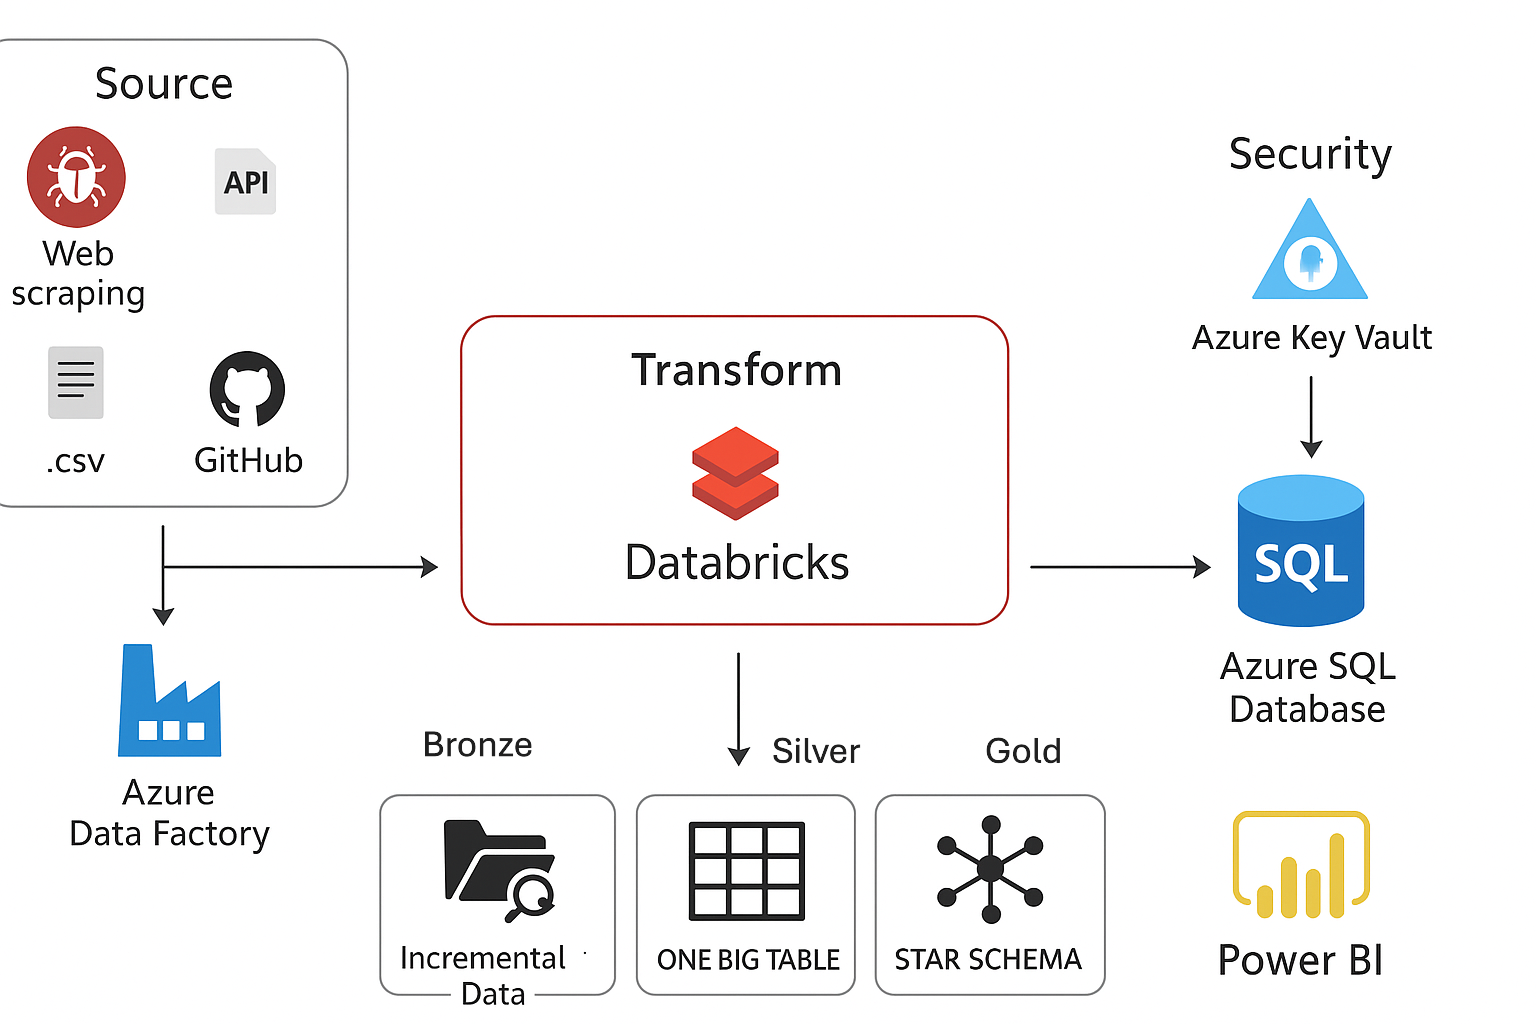 Source
API
Web
scraping
.csv
GitHub
Azure
Data Factory
Transform
Databricks
Bronze
Silver
Gold
Incremental
Data
ONE BIG TABLE
STAR SCHEMA
Security
Azure Key Vault
SQL
Azure SQL
Database
Power BI